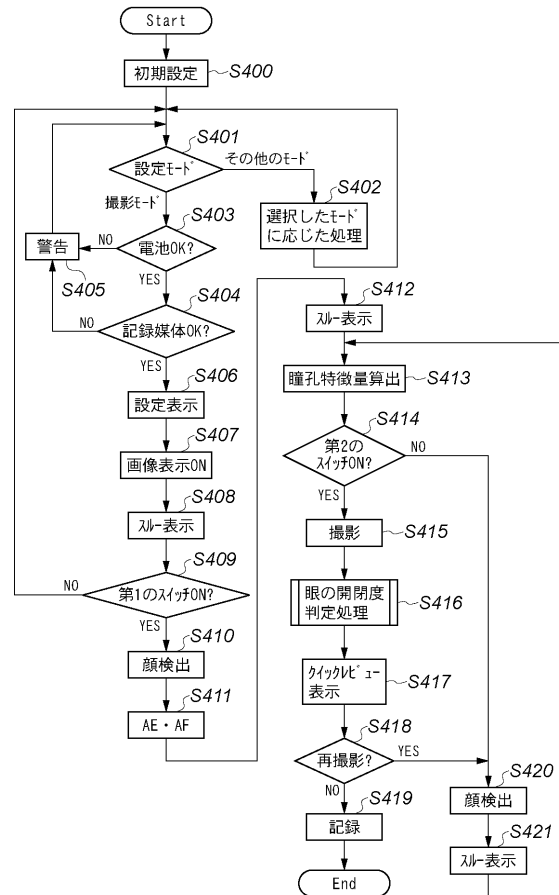 Start
初期設定
S400
S401
設定ﾓｰﾄﾞ
その他のﾓｰﾄﾞ
撮影ﾓｰﾄﾞ
S402
選択したﾓｰﾄﾞ
に応じた処理
S403
電池OK?
NO
YES
警告
S405
S404
記録媒体OK?
NO
YES
S406
設定表示
S407
画像表示ON
S408
ｽﾙｰ表示
S409
第1のｽｲｯﾁON?
NO
YES
S410
顔検出
S411
AE・AF
S412
ｽﾙｰ表示
瞳孔特徴量算出
S413
S414
第2の
ｽｲｯﾁON?
NO
YES
撮影
S415
眼の開閉度
判定処理
S416
ｸｲｯｸﾚﾋﾞｭｰ
表示
S417
S418
再撮影?
YES
NO
S419
記録
End
S420
顔検出
S421
ｽﾙｰ表示